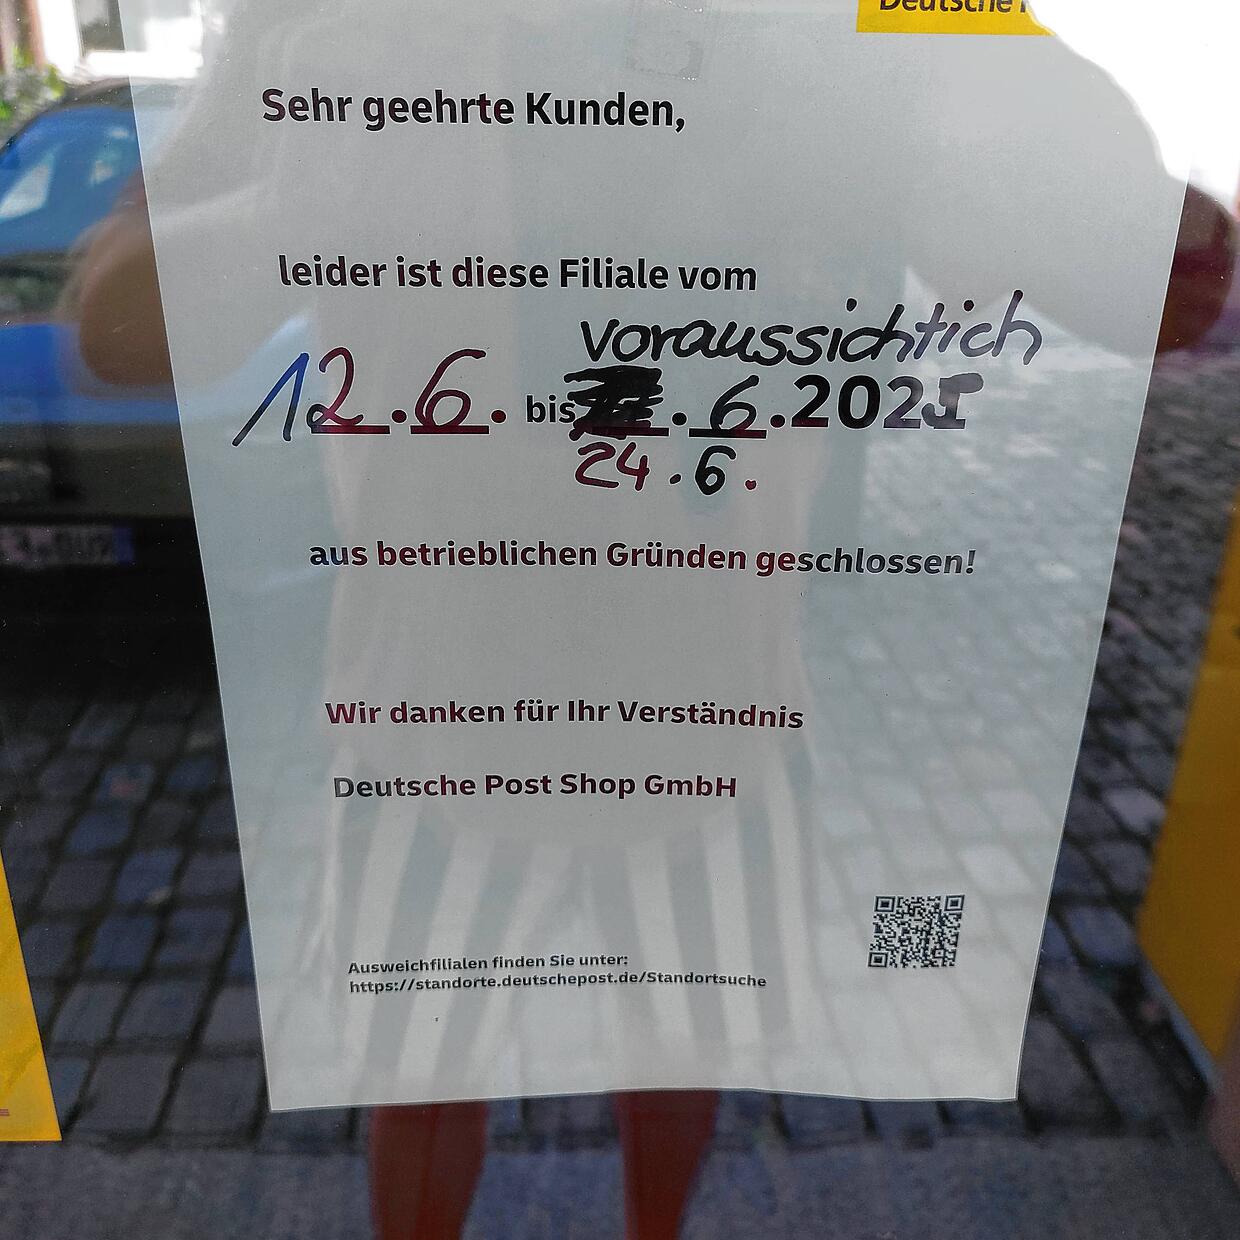 Deutsche
Sehr geehrte Kunden,
leider ist diese Filiale vom
voraussichtich
12.6. bis .6.2025
24.6.
aus betrieblichen Gründen geschlossen!
Wir danken für Ihr Verständnis
Deutsche Post Shop GmbH
Ausweichfilialen finden Sie unter:
https://standorte.deutschepost.de/Standortsuche